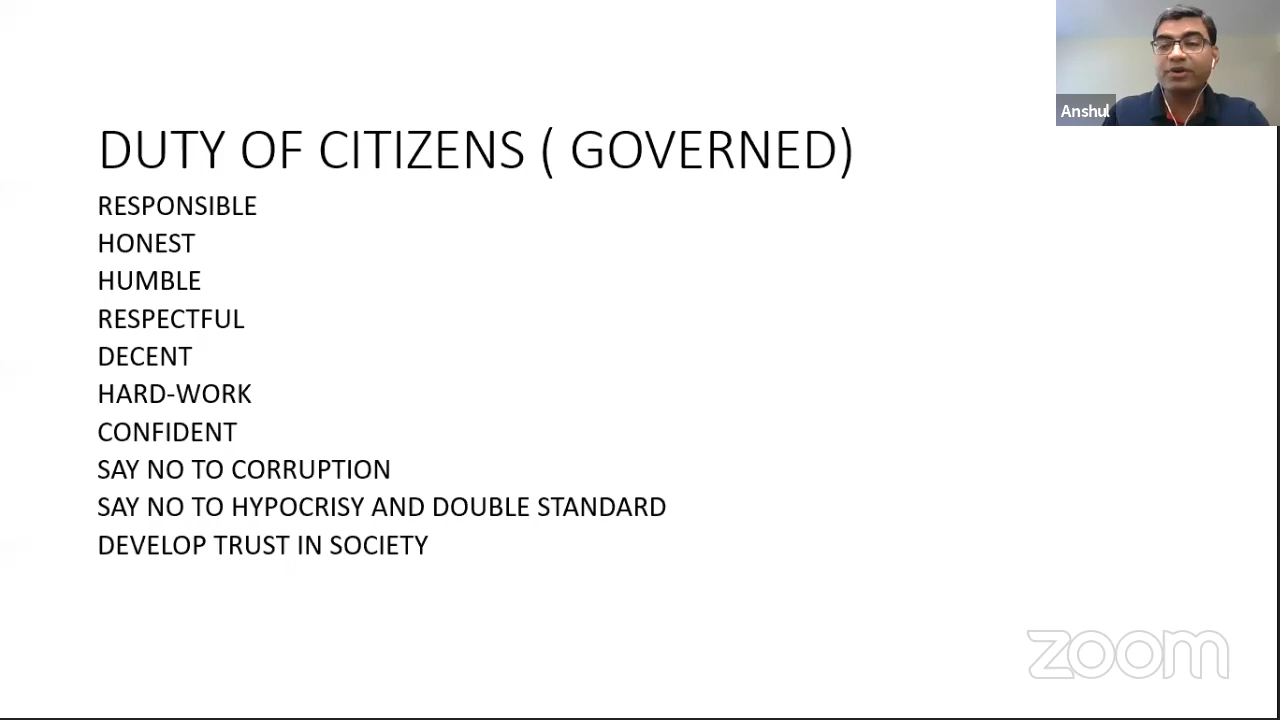 Anshul
DUTY OF CITIZENS ( GOVERNED)
RESPONSIBLE
HONEST
HUMBLE
RESPECTFUL
DECENT
HARD-WORK
CONFIDENT
SAY NO TO CORRUPTION
SAY NO TO HYPOCRISY AND DOUBLE STANDARD
DEVELOP TRUST IN SOCIETY
zoom